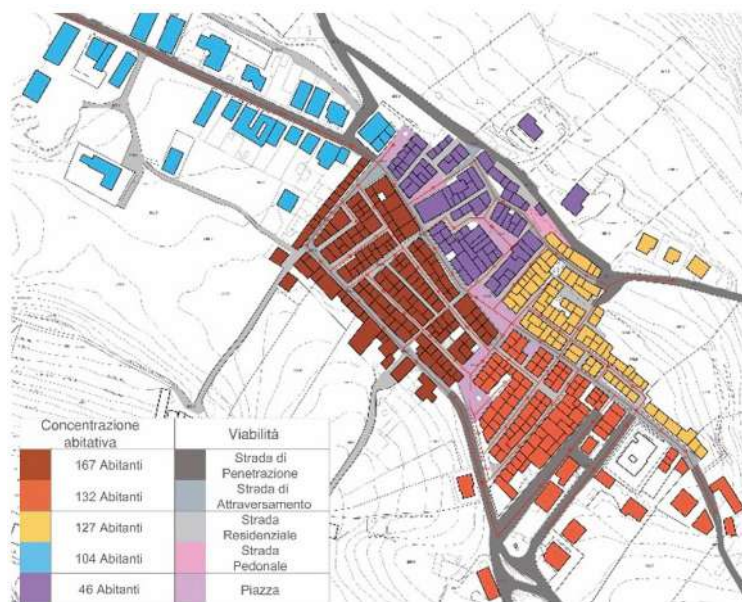 Concentrazione
abitativa
Viabilità
167 Abitanti
Strada di
Penetrazione
132 Abitanti
Strada di
Attraversamento
127 Abitanti
Strada
Residenziale
104 Abitanti
Strada
Pedonale
46 Abitanti
Piazza